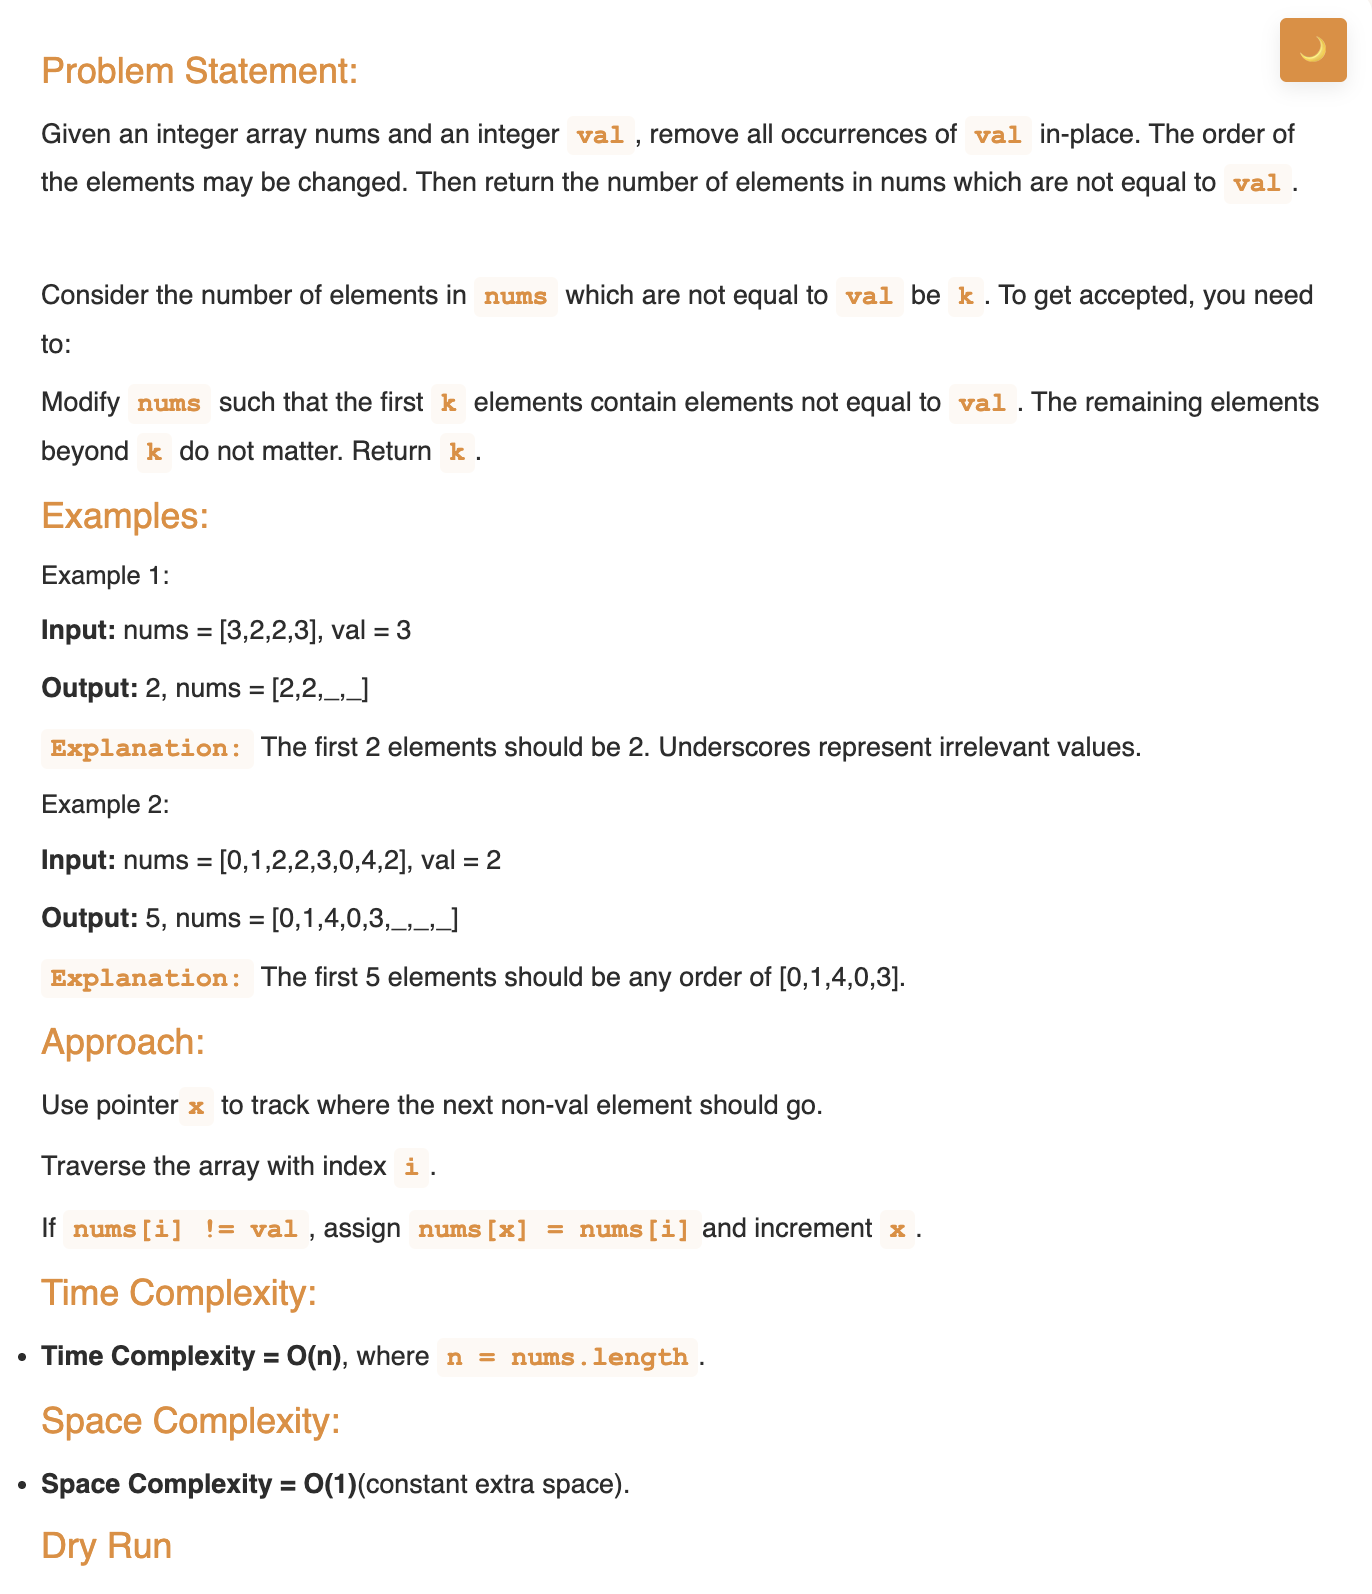 Problem Statement:
Given an integer array nums and an integer val , remove all occurrences of val in-place. The order of
the elements may be changed. Then return the number of elements in nums which are not equal to val .
Consider the number of elements in nums which are not equal to val be k . To get accepted, you need
to:
Modify nums such that the first k elements contain elements not equal to val . The remaining elements
beyond k do not matter. Return k .
Examples:
Example 1:
Input: nums = [3,2,2,3], val = 3
Output: 2, nums = [2,2,_,_]
Explanation: The first 2 elements should be 2. Underscores represent irrelevant values.
Example 2:
Input: nums = [0,1,2,2,3,0,4,2], val = 2
Output: 5, nums = [0,1,4,0,3,_,_,_]
Explanation: The first 5 elements should be any order of [0,1,4,0,3].
Approach:
Use pointer x to track where the next non-val element should go.
Traverse the array with index i .
If nums[i] != val , assign nums[x] = nums[i] and increment x .
Time Complexity:
• Time Complexity = O(n), where n = nums.length .
Space Complexity:
• Space Complexity = O(1)(constant extra space).
Dry Run